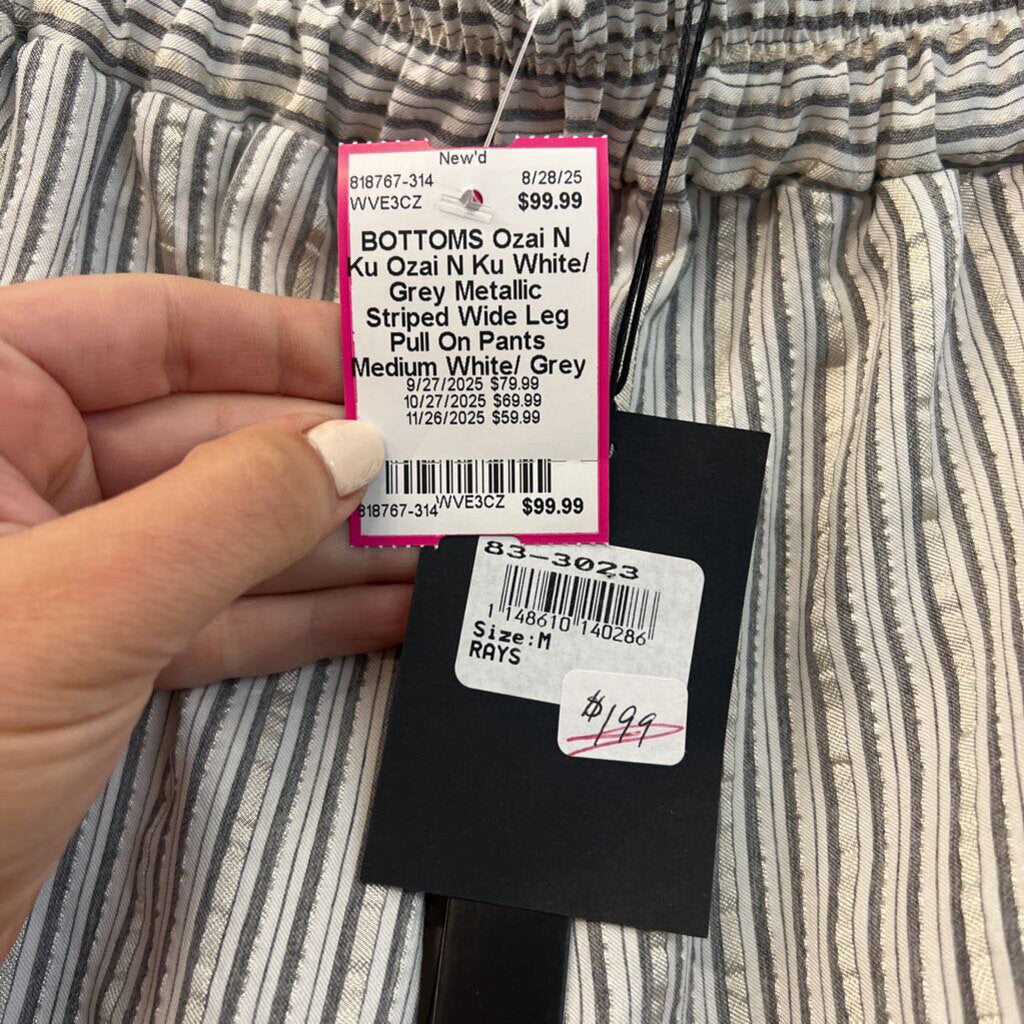 New'd
818767-314 8/28/25
WVE3CZ $99.99
BOTTOMS Ozai N
Ku Ozai N Ku White/
Grey Metallic
Striped Wide Leg
Pull On Pants
Medium White/ Grey
9/27/2025 $79.99
10/27/2025 $69.99
11/26/2025 $59.99
818767-314 WVE3CZ $99.99
83-3023
1 148610 140286
Size:M
RAYS
$199